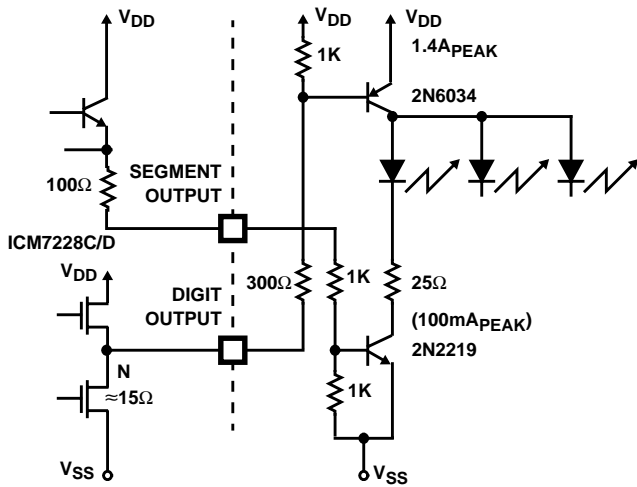 VDD
VDD
VDD
1K
1.4APEAK
2N6034
100Ω
SEGMENT
OUTPUT
ICM7228C/D
VDD
DIGIT
OUTPUT
300Ω
1K
25Ω
(100mAPEAK)
2N2219
N
≈15Ω
1K
VSS
VSS